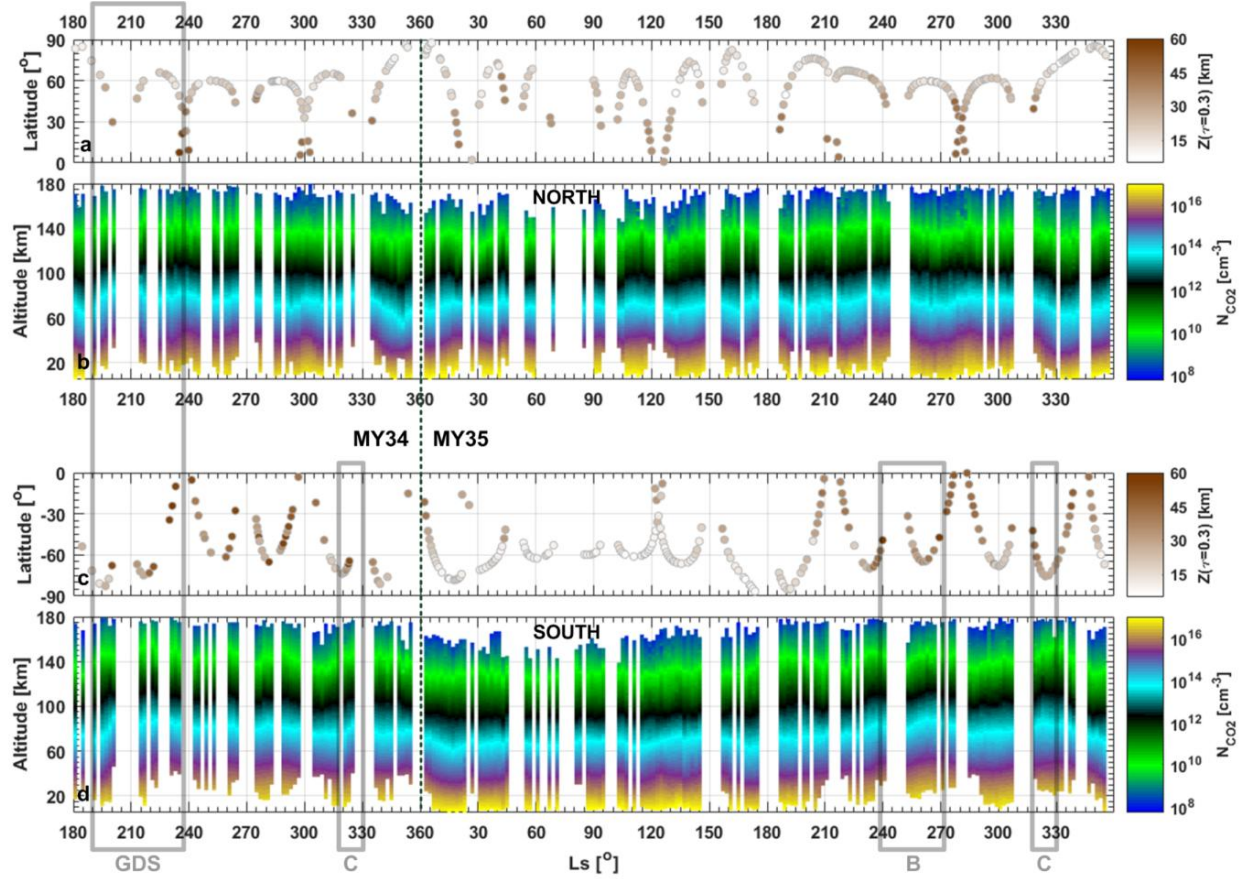 180 210 240 270 300 330 360 30 60 90 120 150 180 210 240 270 300 330
90
60
30
0
Latitude [°]
a
60
45
30
15
Z(τ=0.3) [km]
180
140
100
60
20
Altitude [km]
b
NORTH
10^16
10^14
10^12
10^10
10^8
N_CO2 [cm^-3]
180 210 240 270 300 330 360 30 60 90 126 150 180 210 240 270 300 330
MY34 MY35
0
-30
-60
-90
Latitude [°]
c
60
45
30
15
Z(τ=0.3) [km]
180
140
100
60
20
Altitude [km]
d
SOUTH
10^16
10^14
10^12
10^10
10^8
N_CO2 [cm^-3]
180 210 240 270 300 330 360 30 60 90 120 150 180 210 240 270 300 330
GDS C Ls [°] B C